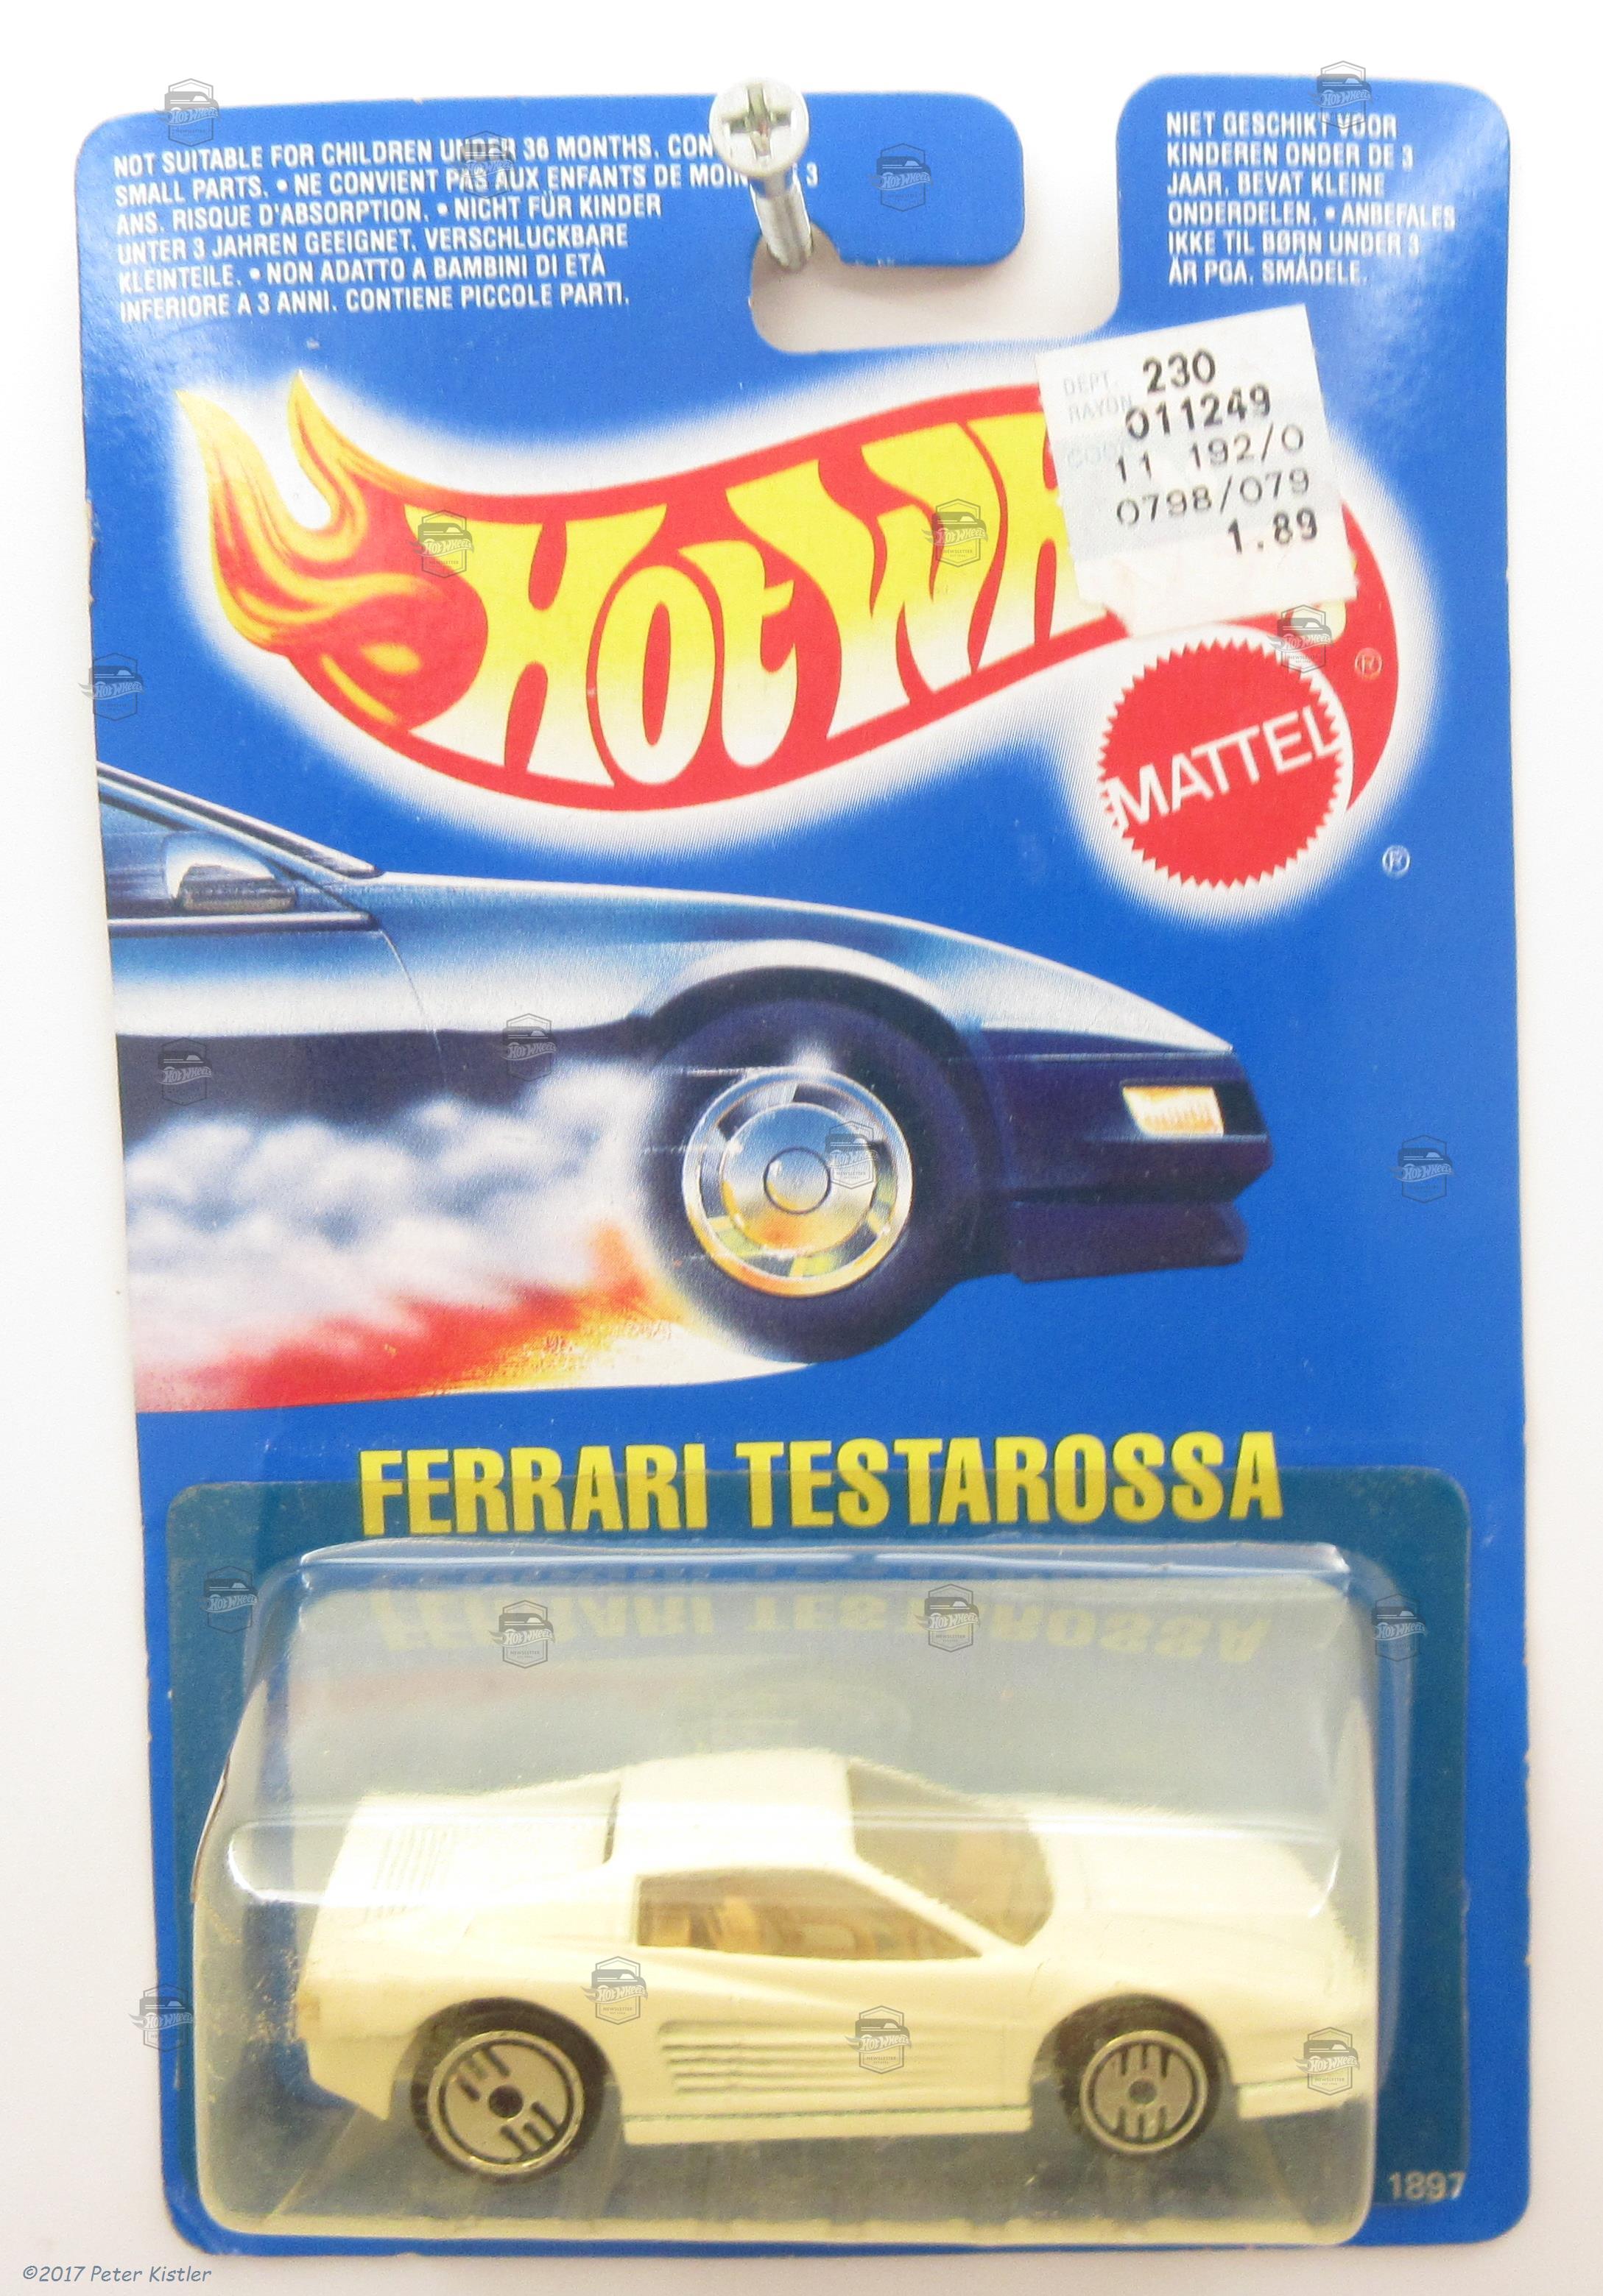 NOT SUITABLE FOR CHILDREN UNDER 36 MONTHS. CON
SMALL PARTS. • NE CONVIENT PAS AUX ENFANTS DE MOIN 3
ANS. RISQUE D'ABSORPTION. • NICHT FÜR KINDER
UNTER 3 JAHREN GEEIGNET. VERSCHLUCKBARE
KLEINTEILE. • NON ADATTO A BAMBINI DI ETÀ
INFERIORE A 3 ANNI. CONTIENE PICCOLE PARTI.
NIET GESCHIKT VOOR
KINDEREN ONDER DE 3
JAAR. BEVAT KLEINE
ONDERDELEN. • ANBEFALES
IKKE TIL BØRN UNDER 3
ÅR PGA. SMÅDELE.
DEPT. 230
RAYON 011249
11 192/0
0798/079
1.89
HOT WH
®
MATTEL
®
FERRARI TESTAROSSA
1897
©2017 Peter Kistler